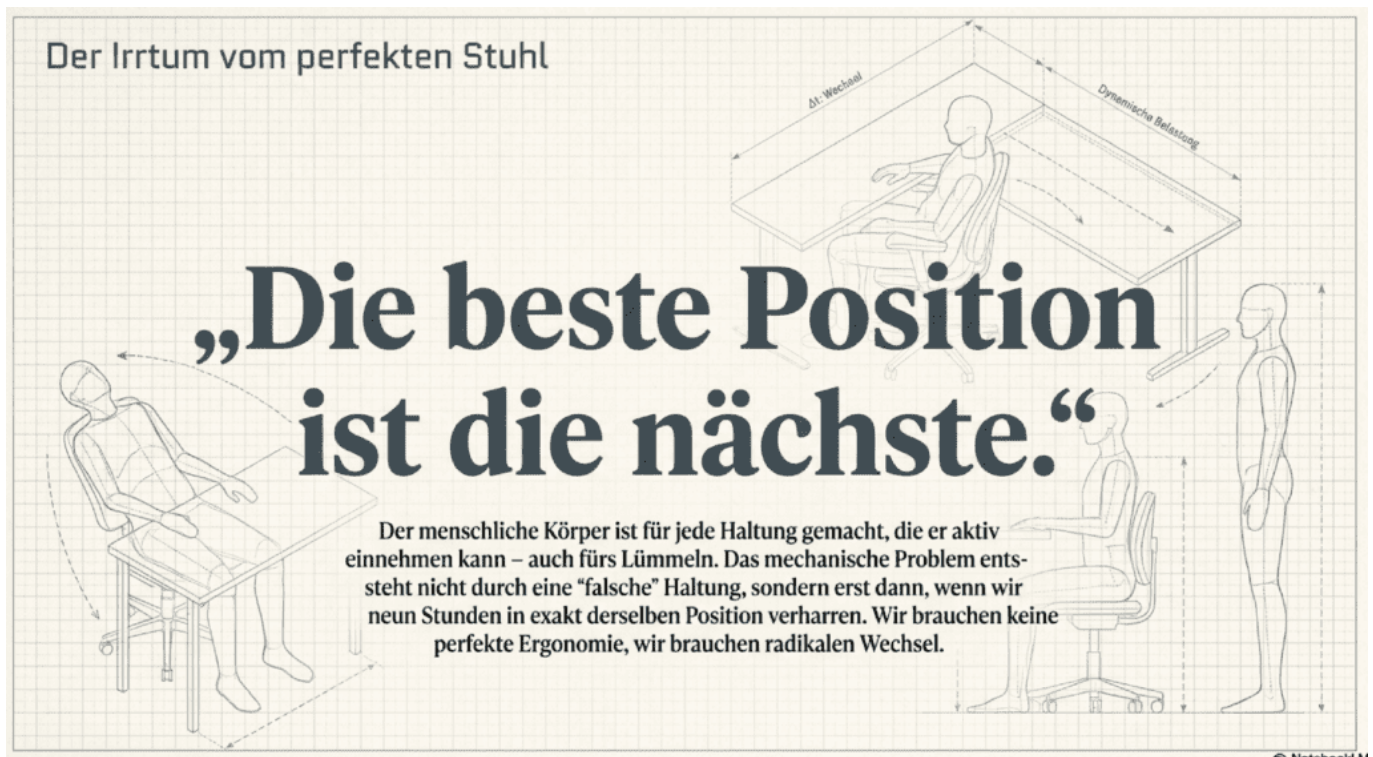 Der Irrtum vom perfekten Stuhl
Δt: Wechsel
Dynamische Belastung
„Die beste Position
ist die nächste.“
Der menschliche Körper ist für jede Haltung gemacht, die er aktiv
einnehmen kann – auch fürs Lümmeln. Das mechanische Problem ents-
steht nicht durch eine “falsche” Haltung, sondern erst dann, wenn wir
neun Stunden in exakt derselben Position verharren. Wir brauchen keine
perfekte Ergonomie, wir brauchen radikalen Wechsel.